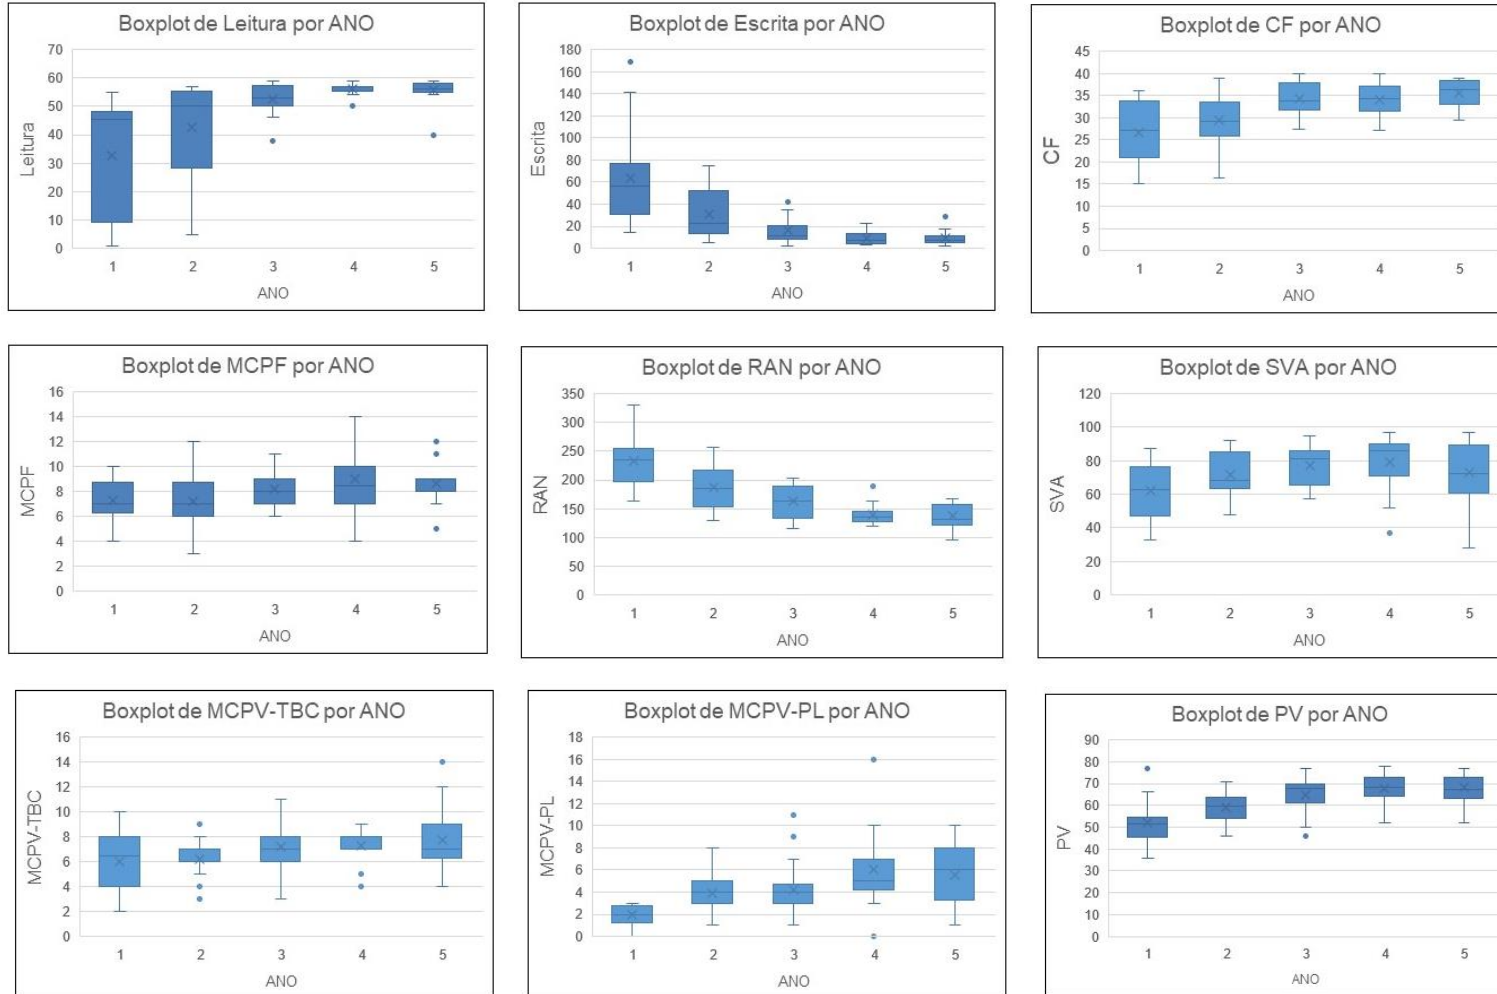 Boxplot de Leitura por ANO
70
60
50
40
30
20
10
0
Leitura
1 2 3 4 5
ANO
Boxplot de Escrita por ANO
180
160
140
120
100
80
60
40
20
0
Escrita
1 2 3 4 5
ANO
Boxplot de CF por ANO
45
40
35
30
25
20
15
10
5
0
CF
1 2 3 4 5
ANO
Boxplot de MCPF por ANO
16
14
12
10
8
6
4
2
0
MCPF
1 2 3 4 5
ANO
Boxplot de RAN por ANO
350
300
250
200
150
100
50
0
RAN
1 2 3 4 5
ANO
Boxplot de SVA por ANO
120
100
80
60
40
20
0
SVA
1 2 3 4 5
ANO
Boxplot de MCPV-TBC por ANO
16
14
12
10
8
6
4
2
0
MCPV-TBC
1 2 3 4 5
ANO
Boxplot de MCPV-PL por ANO
18
16
14
12
10
8
6
4
2
0
MCPV-PL
1 2 3 4 5
ANO
Boxplot de PV por ANO
90
80
70
60
50
40
30
20
10
0
PV
1 2 3 4 5
ANO